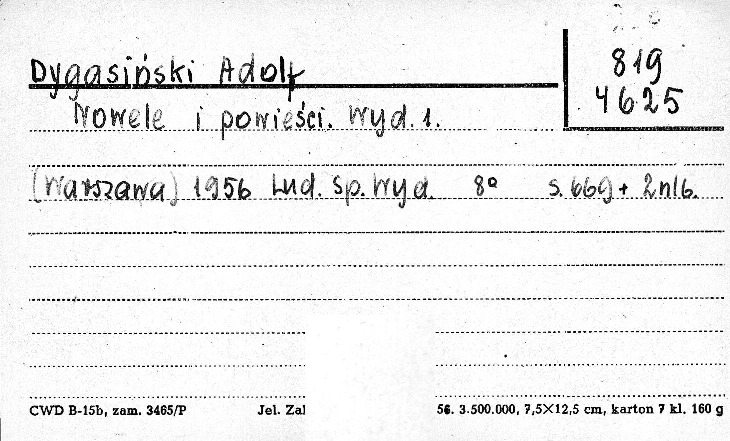 Dygasiński Adolf
819
4625
Nowele i powieści. Wyd. 1.
[Warszawa] 1956 Lud. Sp. Wyd. 8° s. 669 + 2 nlb.
CWD B-15b, zam. 3465/P Jel. Zal 56. 3.500.000, 7,5×12,5 cm, karton 7 kl. 160 g